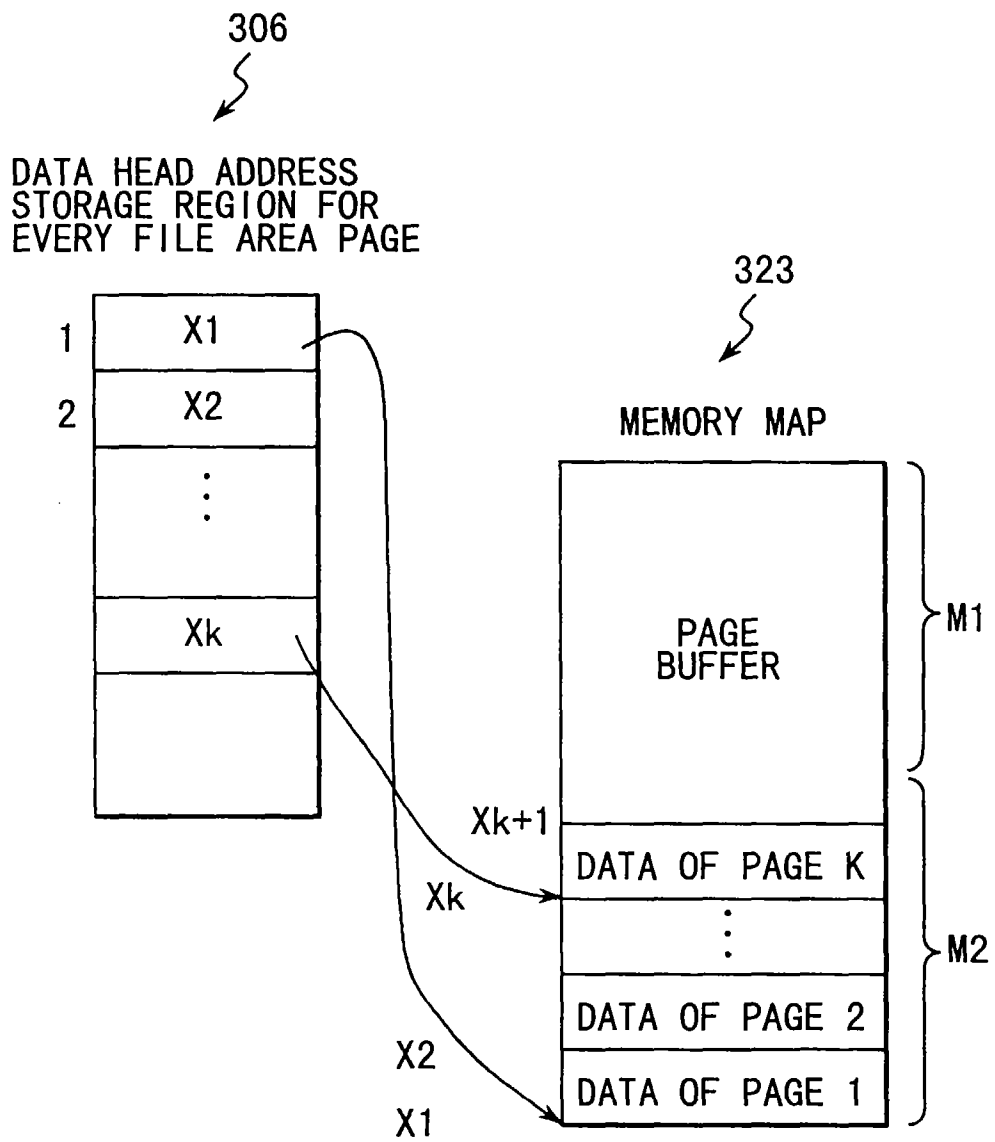 306
DATA HEAD ADDRESS
STORAGE REGION FOR
EVERY FILE AREA PAGE
1
X1
2
X2
Xk
323
MEMORY MAP
PAGE
BUFFER
M1
Xk+1
DATA OF PAGE K
Xk
M2
DATA OF PAGE 2
X2
DATA OF PAGE 1
X1